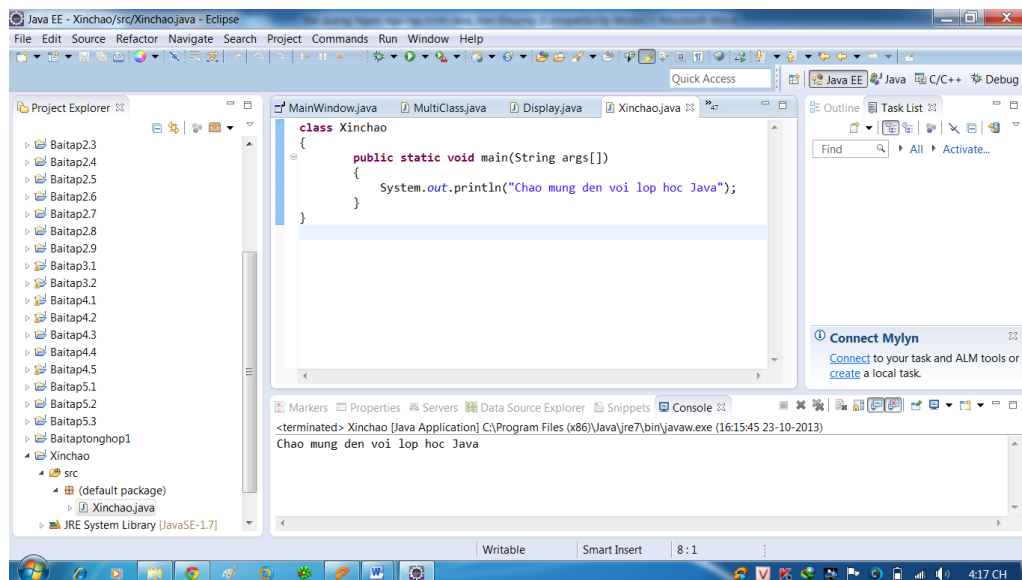 Java EE - Xinchao/src/Xinchao.java - Eclipse
File Edit Source Refactor Navigate Search Project Commands Run Window Help
Quick Access
Java EE Java C/C++ Debug
Project Explorer
MainWindow.java MultiClass.java Display.java Xinchao.java »47
Outline Task List
Find All Activate...
Baitap2.3
Baitap2.4
Baitap2.5
Baitap2.6
Baitap2.7
Baitap2.8
Baitap2.9
Baitap3.1
Baitap3.2
Baitap4.1
Baitap4.2
Baitap4.3
Baitap4.4
Baitap4.5
Baitap5.1
Baitap5.2
Baitap5.3
Baitaptonghop1
Xinchao
src
(default package)
Xinchao.java
JRE System Library [JavaSE-1.7]
class Xinchao
{
public static void main(String args[])
{
System.out.println("Chao mung den voi lop hoc Java");
}
}
Connect Mylyn
Connect to your task and ALM tools or
create a local task.
Markers Properties Servers Data Source Explorer Snippets Console
<terminated> Xinchao [Java Application] C:\Program Files (x86)\Java\jre7\bin\javaw.exe (16:15:45 23-10-2013)
Chao mung den voi lop hoc Java
Writable Smart Insert 8 : 1
4:17 CH